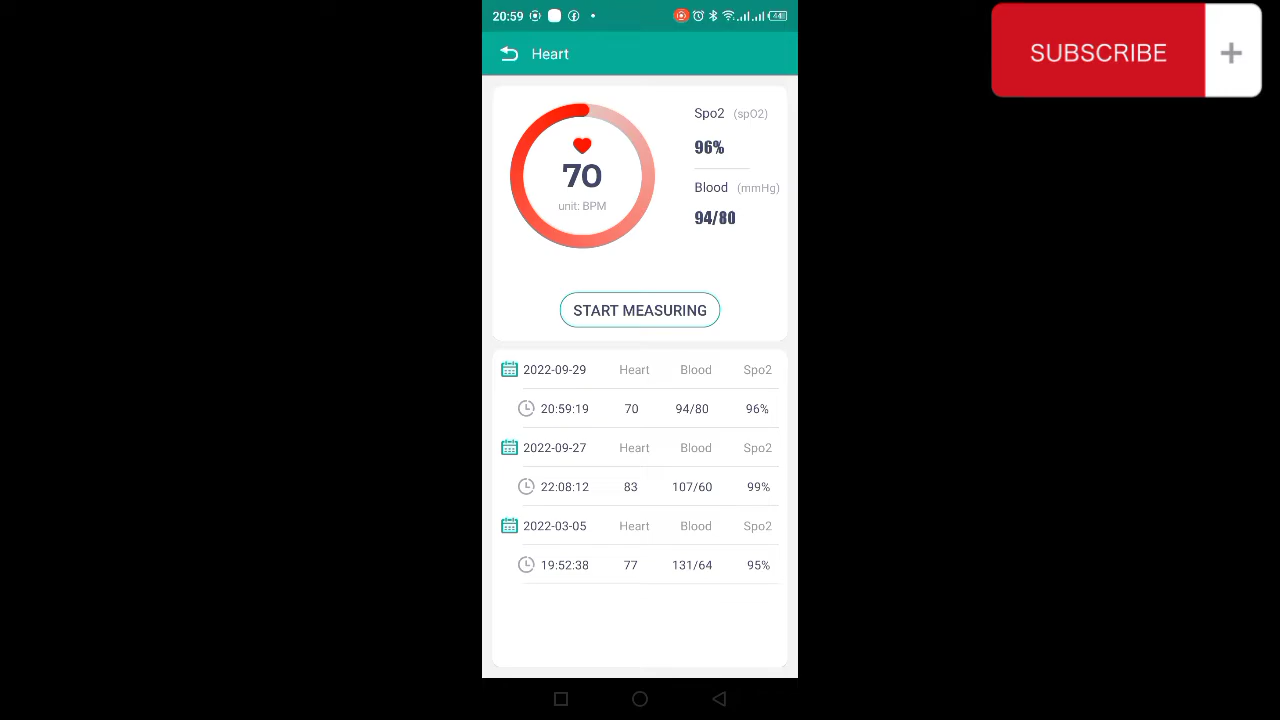 20:59
44
SUBSCRIBE +
Heart
Spo2 (spO2)
96%
70
unit: BPM
Blood (mmHg)
94/80
START MEASURING
2022-09-29 Heart Blood Spo2
20:59:19 70 94/80 96%
2022-09-27 Heart Blood Spo2
22:08:12 83 107/60 99%
2022-03-05 Heart Blood Spo2
19:52:38 77 131/64 95%